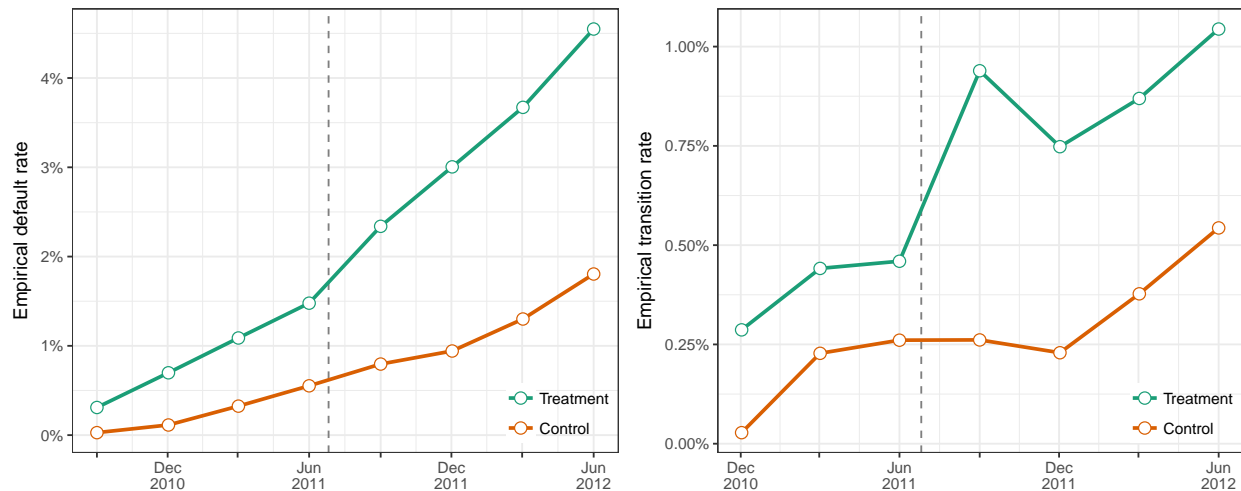 Empirical default rate
4%
3%
2%
1%
0%
Treatment
Control
Dec
2010
Jun
2011
Dec
2011
Jun
2012
Empirical transition rate
1.00%
0.75%
0.50%
0.25%
0.00%
Treatment
Control
Dec
2010
Jun
2011
Dec
2011
Jun
2012